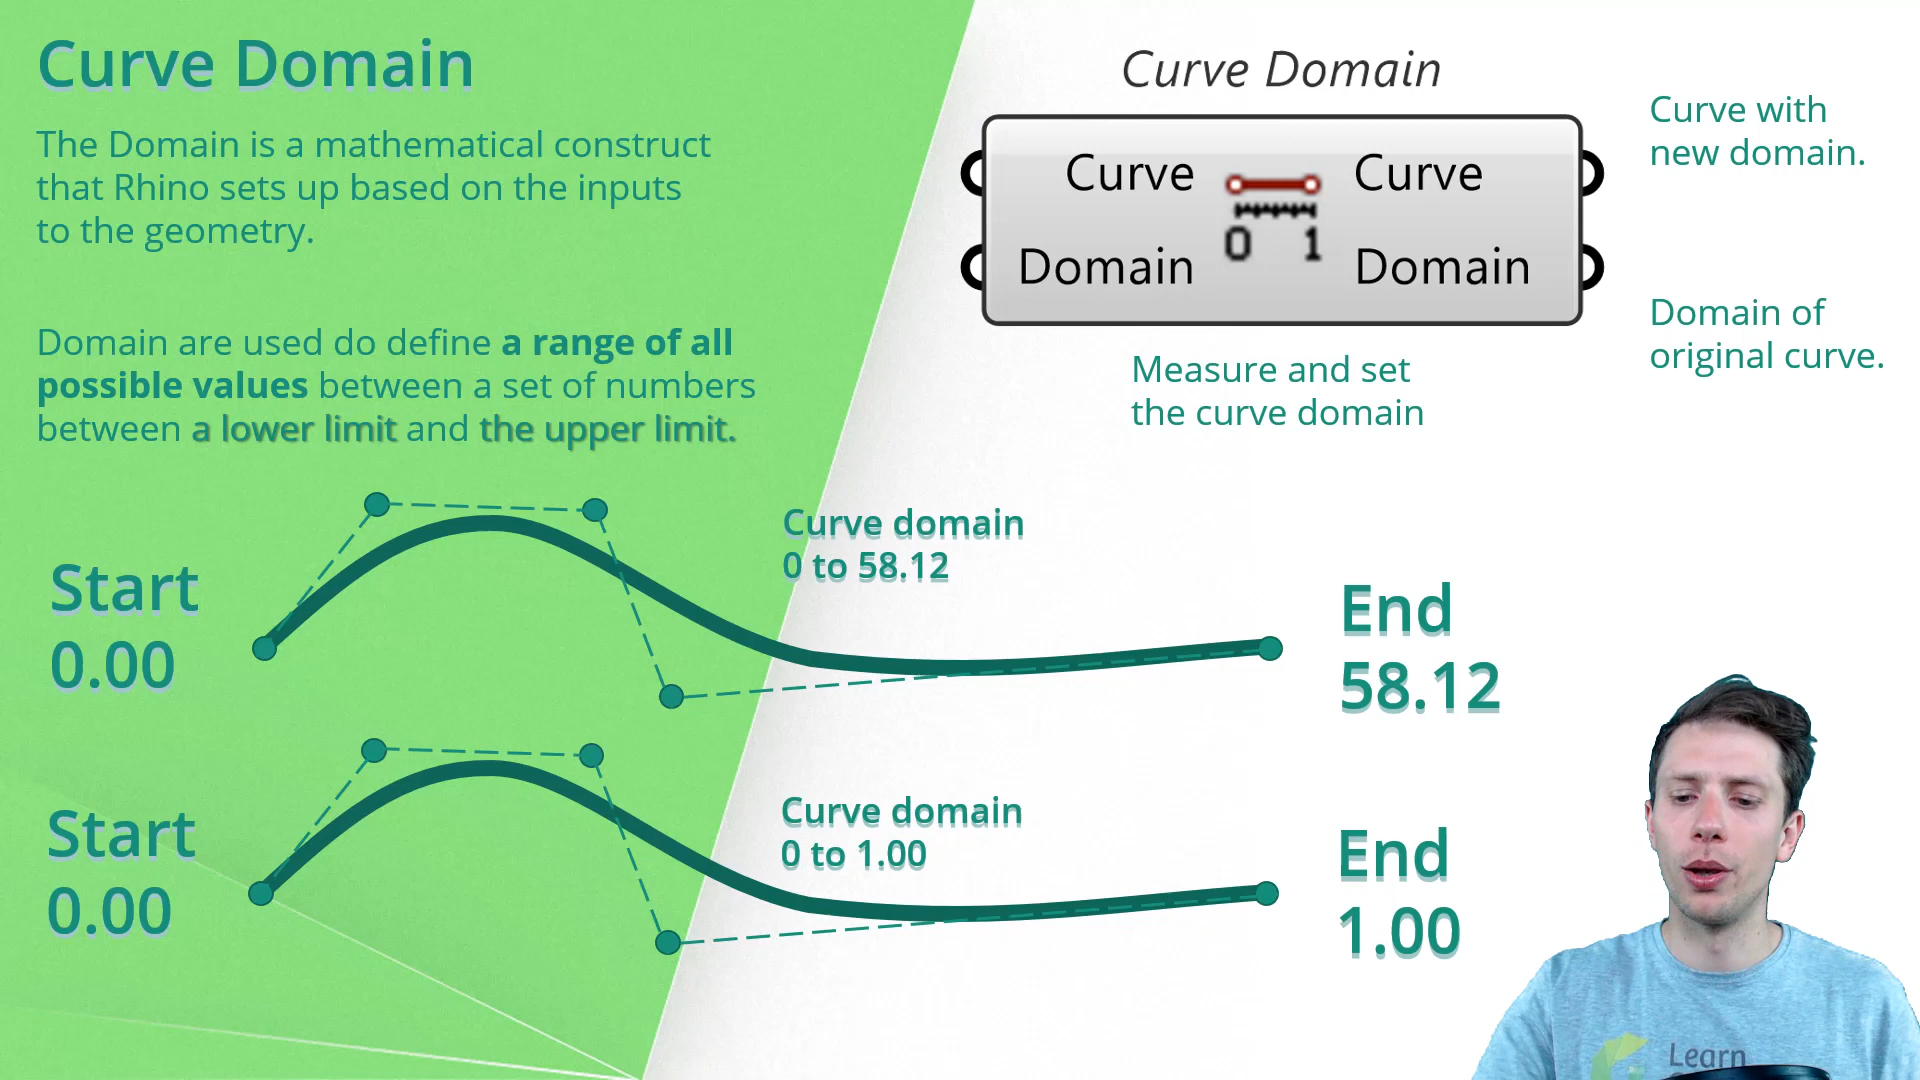 Curve Domain
The Domain is a mathematical construct
that Rhino sets up based on the inputs
to the geometry.
Domain are used do define a range of all
possible values between a set of numbers
between a lower limit and the upper limit.
Curve Domain
Curve
Domain
0 1
Curve
Domain
Curve with
new domain.
Domain of
original curve.
Measure and set
the curve domain
Start
0.00
Curve domain
0 to 58.12
End
58.12
Start
0.00
Curve domain
0 to 1.00
End
1.00
Learn